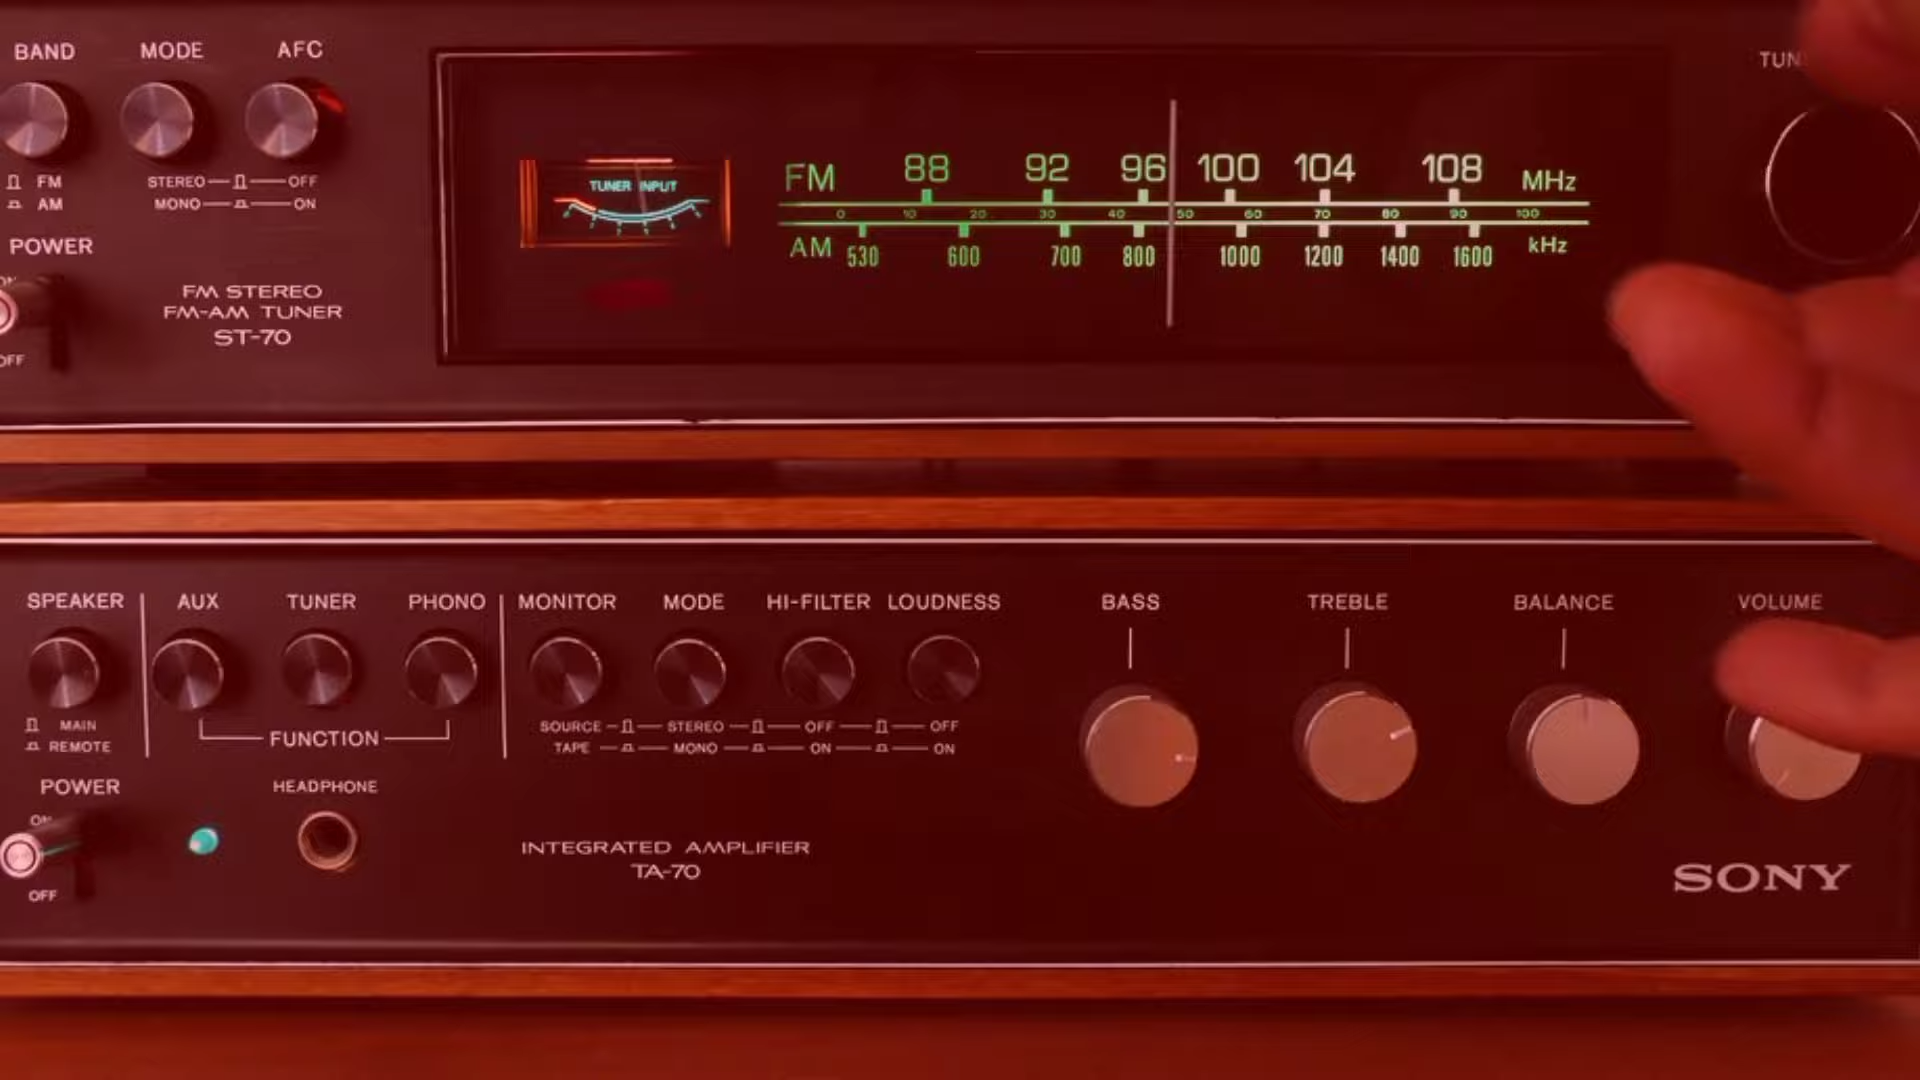 BAND MODE AFC
FM
AM
STEREO OFF
MONO ON
POWER
OFF
FM STEREO
FM-AM TUNER
ST-70
TUNER INPUT
FM 88 92 96 100 104 108 MHz
0 10 20 30 40 50 60 70 80 90 100
AM 530 600 700 800 1000 1200 1400 1600 kHz
SPEAKER AUX TUNER PHONO MONITOR MODE HI-FILTER LOUDNESS BASS TREBLE BALANCE VOLUME
MAIN
REMOTE
FUNCTION
SOURCE STEREO OFF OFF
TAPE MONO ON ON
POWER
ON
OFF
HEADPHONE
INTEGRATED AMPLIFIER
TA-70
SONY